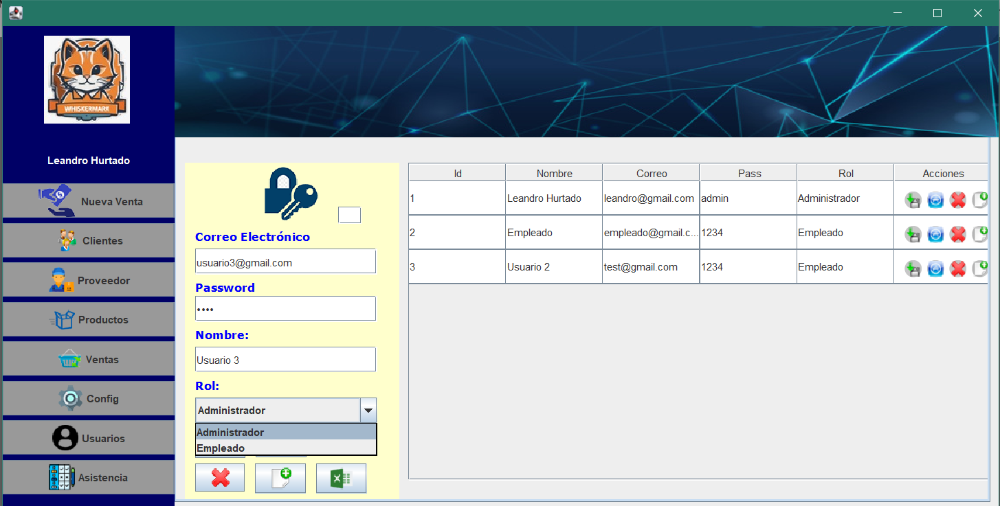 WHISKERMARK
Leandro Hurtado
Nueva Venta
Clientes
Proveedor
Productos
Ventas
Config
Usuarios
Asistencia
Correo Electrónico
usuario3@gmail.com
Password
••••
Nombre:
Usuario 3
Rol:
Administrador
Administrador
Empleado
Id Nombre Correo Pass Rol Acciones
1 Leandro Hurtado leandro@gmail.com admin Administrador
2 Empleado empleado@gmail.c... 1234 Empleado
3 Usuario 2 test@gmail.com 1234 Empleado